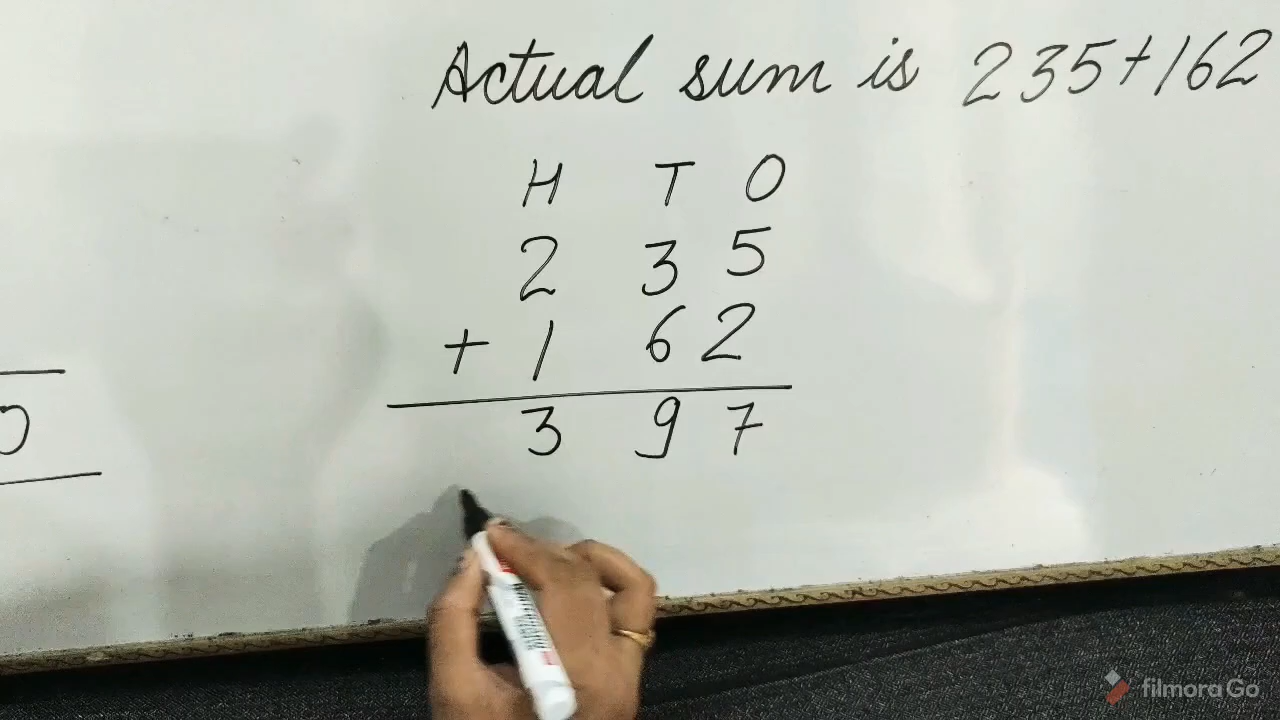 Actual sum is 235+162
H T O
2 3 5
+ 1 6 2
3 9 7
filmora Go